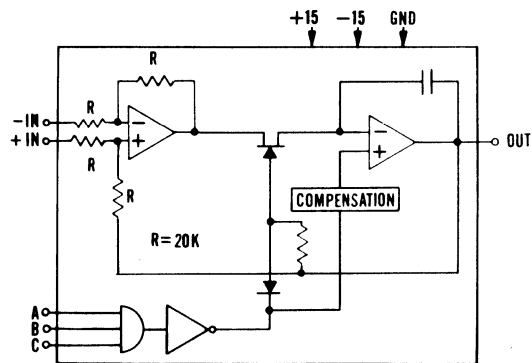 +15 -15 GND
R
-IN
R
+IN
R
R
R=20K
COMPENSATION
OUT
A
B
C
- +
- +